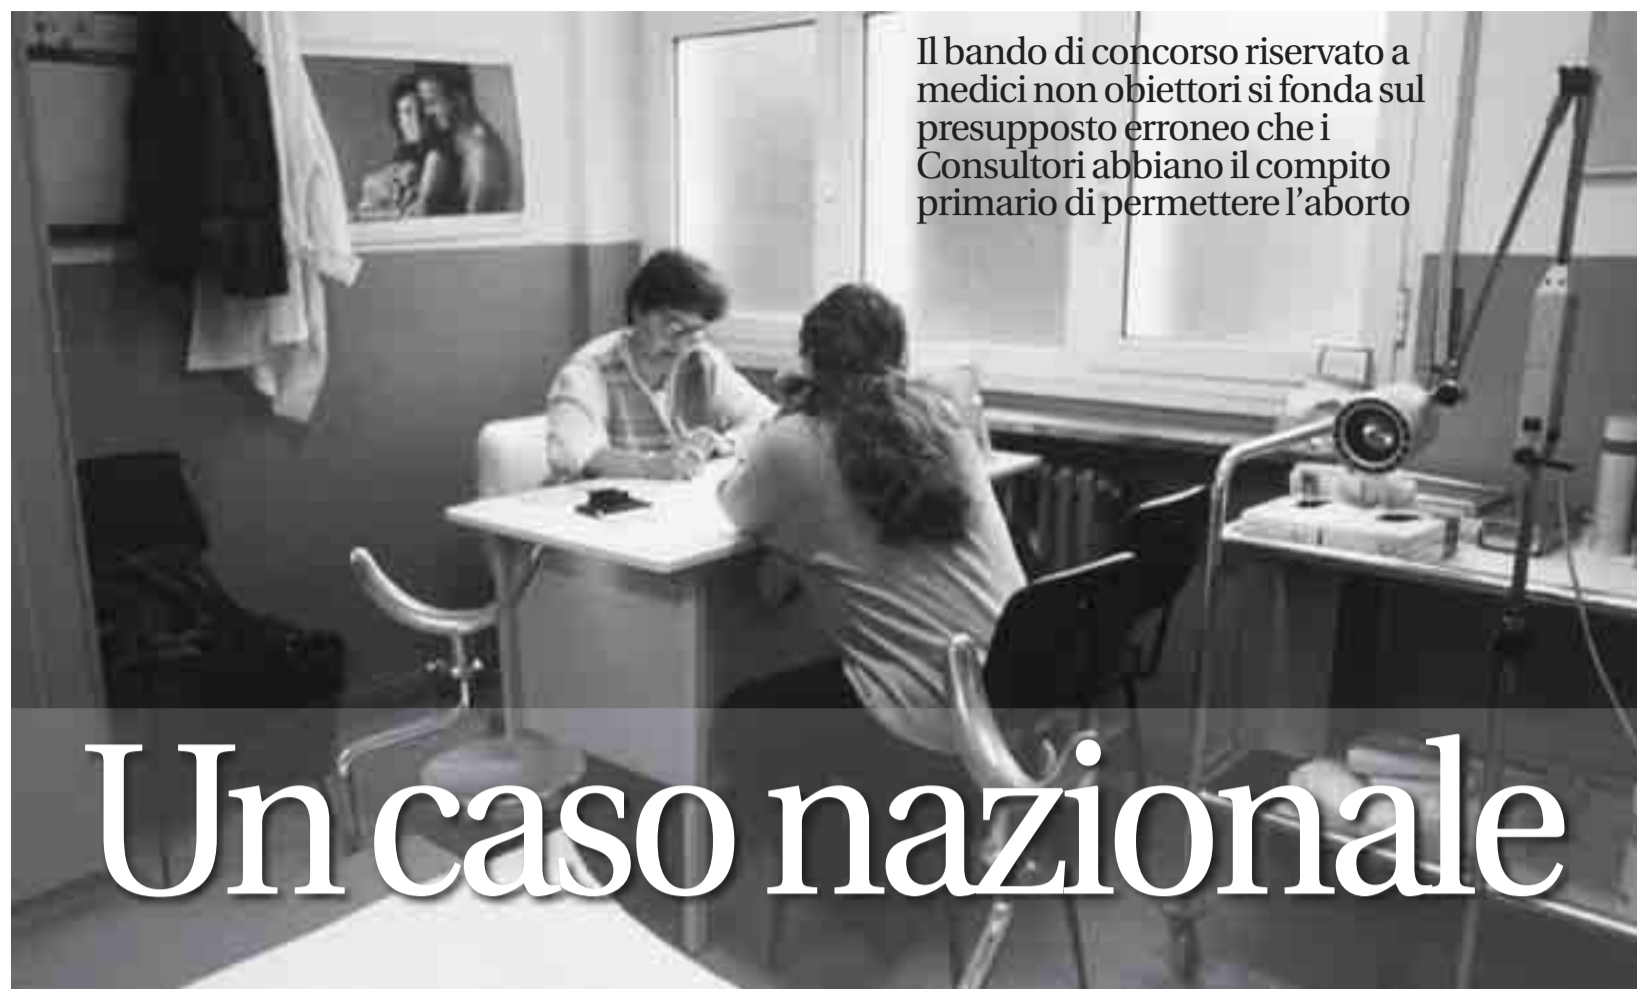 Il bando di concorso riservato a
medici non obiettori si fonda sul
presupposto erroneo che i
Consultori abbiano il compito
primario di permettere l’aborto
Un caso nazionale